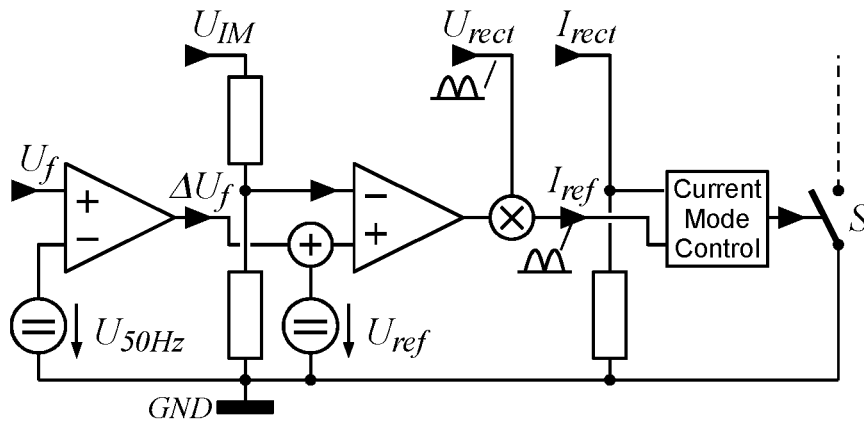 U_IM
U_rect
I_rect
U_f
+
−
ΔU_f
−
+
+
×
I_ref
Current
Mode
Control
S
=
U_50Hz
=
U_ref
GND